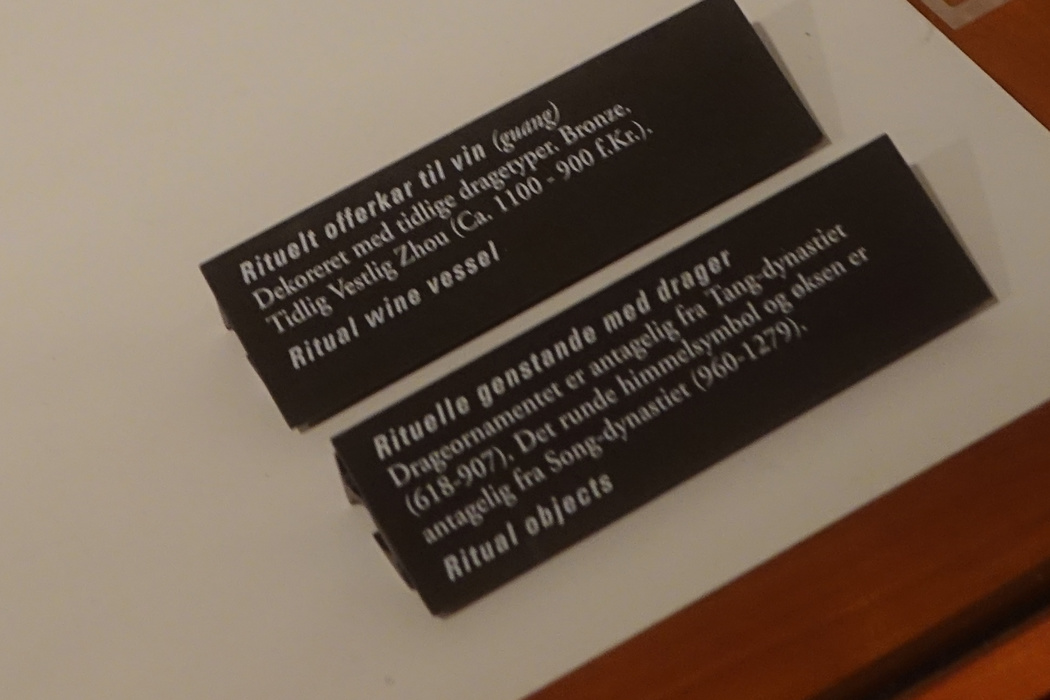 Rituelt offerkar til vin (guang)
Dekoreret med tidlige dragetyper. Bronze.
Tidlig Vestlig Zhou (Ca. 1100 - 900 f.Kr.).
Ritual wine vessel
Rituelle genstande med drager
Drageornamentet er antagelig fra Tang-dynastiet
(618-907). Det runde himmelsymbol og øksen er
antagelig fra Song-dynastiet (960-1279).
Ritual objects